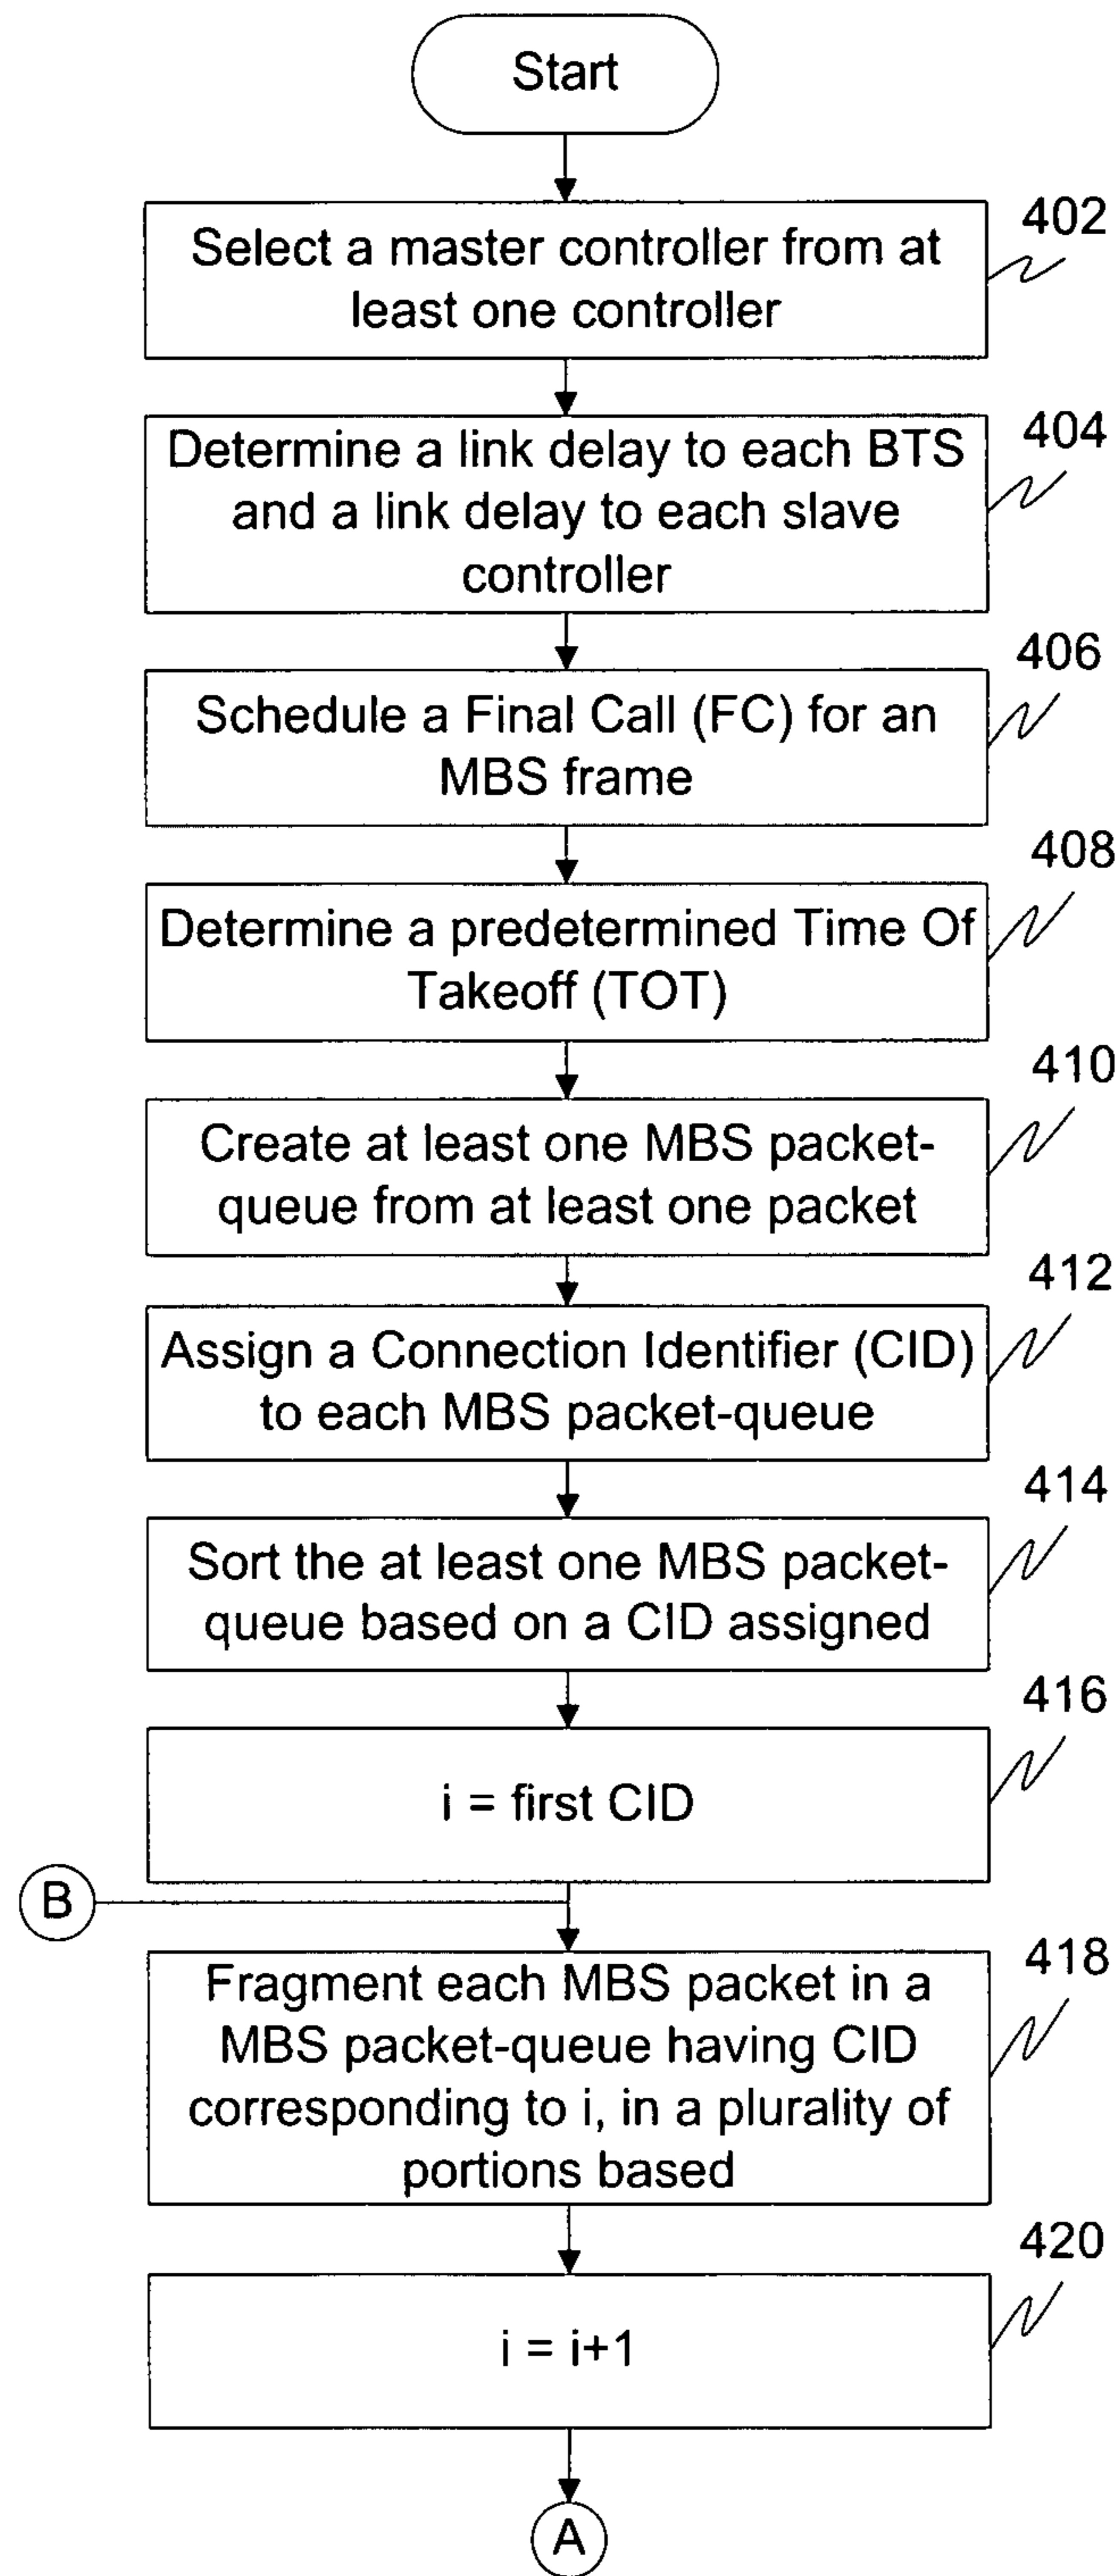 Start
402
Select a master controller from at
least one controller
404
Determine a link delay to each BTS
and a link delay to each slave
controller
406
Schedule a Final Call (FC) for an
MBS frame
408
Determine a predetermined Time Of
Takeoff (TOT)
410
Create at least one MBS packet-
queue from at least one packet
412
Assign a Connection Identifier (CID)
to each MBS packet-queue
414
Sort the at least one MBS packet-
queue based on a CID assigned
416
i = first CID
B
418
Fragment each MBS packet in a
MBS packet-queue having CID
corresponding to i, in a plurality of
portions based
420
i = i+1
A